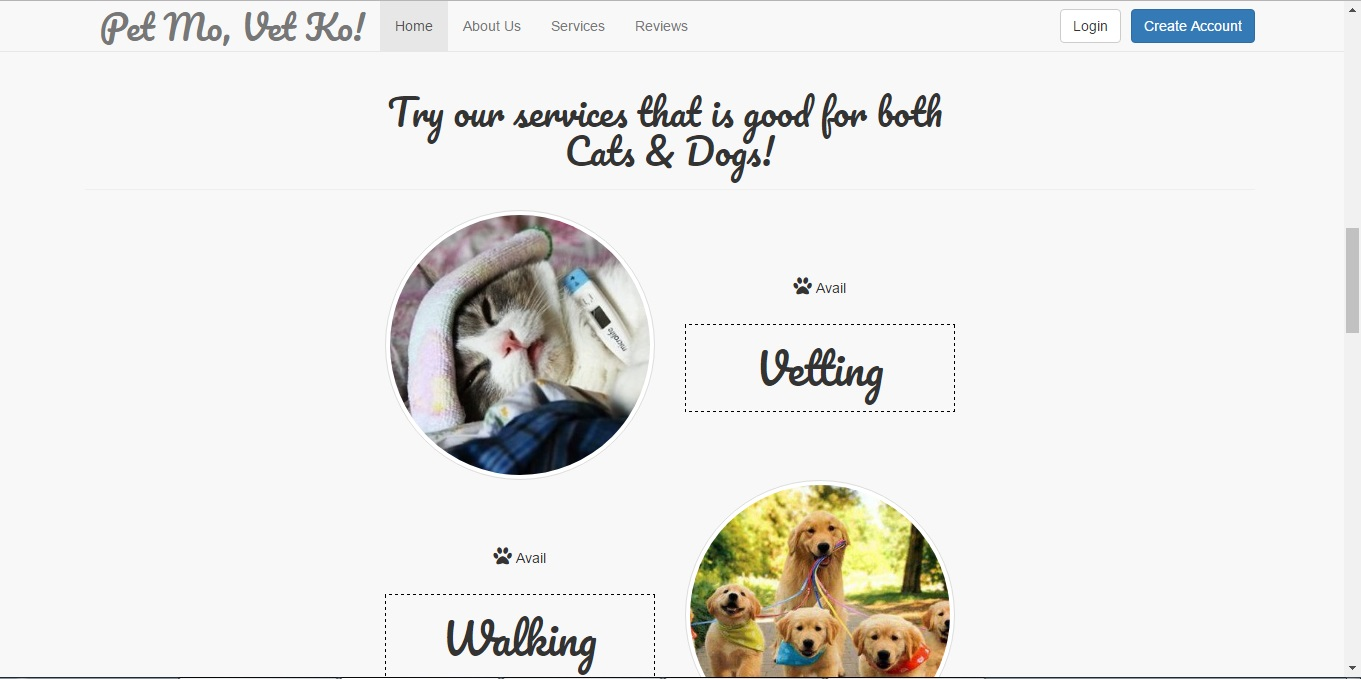 Pet Mo, Vet Ko! Home About Us Services Reviews Login Create Account
Try our services that is good for both
Cats & Dogs!
Avail
Vetting
Avail
Walking